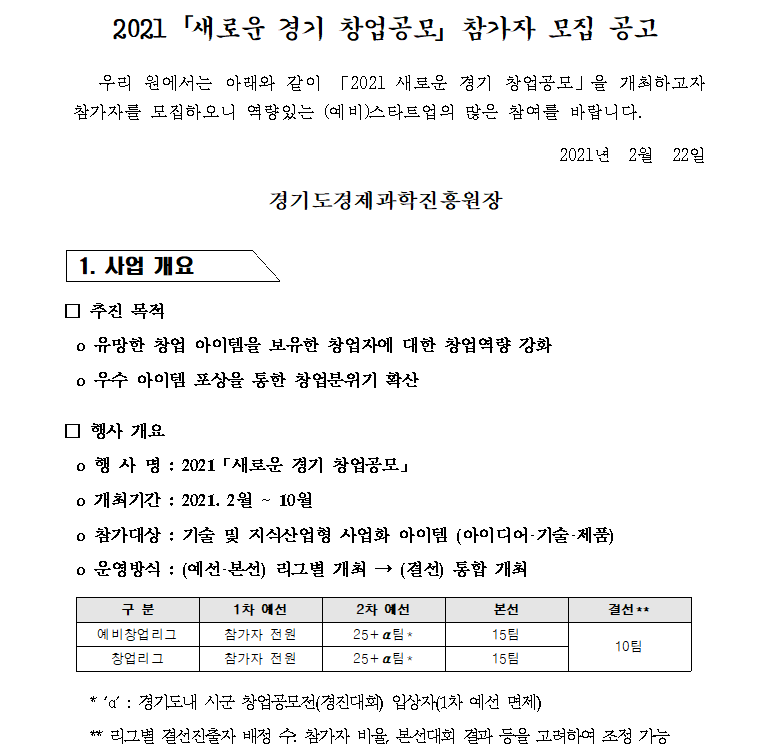 2021 「새로운 경기 창업공모」 참가자 모집 공고
우리 원에서는 아래와 같이 「2021 새로운 경기 창업공모」을 개최하고자
참가자를 모집하오니 역량있는 (예비)스타트업의 많은 참여를 바랍니다.
2021년 2월 22일
경기도경제과학진흥원장
1. 사업 개요
□ 추진 목적
o 유망한 창업 아이템을 보유한 창업자에 대한 창업역량 강화
o 우수 아이템 포상을 통한 창업분위기 확산
□ 행사 개요
o 행 사 명 : 2021 「새로운 경기 창업공모」
o 개최기간 : 2021. 2월 ~ 10월
o 참가대상 : 기술 및 지식산업형 사업화 아이템 (아이디어·기술·제품)
o 운영방식 : (예선·본선) 리그별 개최 → (결선) 통합 개최
구 분 1차 예선 2차 예선 본선 결선**
예비창업리그 참가자 전원 25+α팀* 15팀 10팀
창업리그 참가자 전원 25+α팀* 15팀
* ‘α’ : 경기도내 시군 창업공모전(경진대회) 입상자(1차 예선 면제)
** 리그별 결선진출자 배정 수: 참가자 비율, 본선대회 결과 등을 고려하여 조정 가능